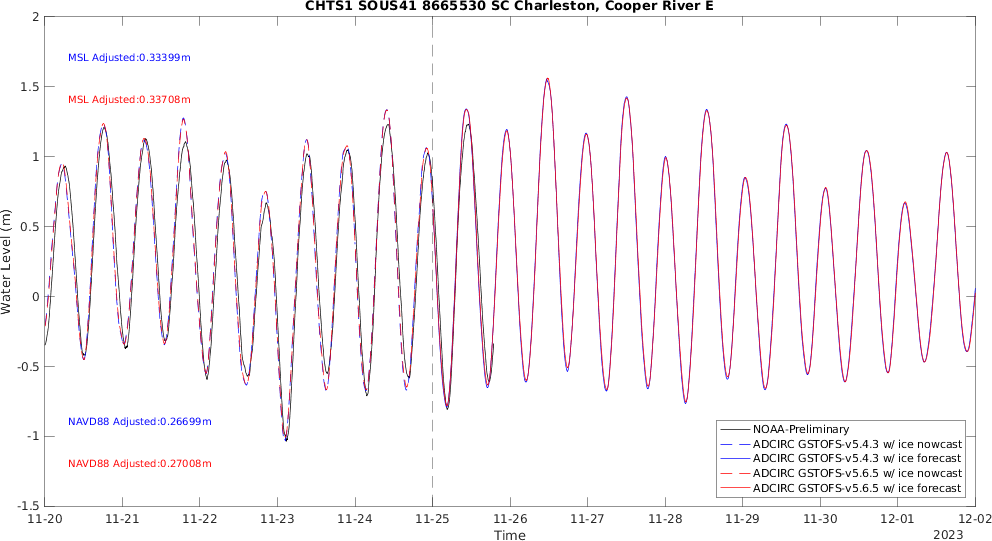 CHTS1 SOUS41 8665530 SC Charleston, Cooper River E
2
1.5
1
0.5
0
-0.5
-1
-1.5
Water Level (m)
MSL Adjusted:0.33399m
MSL Adjusted:0.33708m
NAVD88 Adjusted:0.26699m
NAVD88 Adjusted:0.27008m
NOAA-Preliminary
ADCIRC GSTOFS-v5.4.3 w/ ice nowcast
ADCIRC GSTOFS-v5.4.3 w/ ice forecast
ADCIRC GSTOFS-v5.6.5 w/ ice nowcast
ADCIRC GSTOFS-v5.6.5 w/ ice forecast
11-20 11-21 11-22 11-23 11-24 11-25 11-26 11-27 11-28 11-29 11-30 12-01 12-02
Time
2023